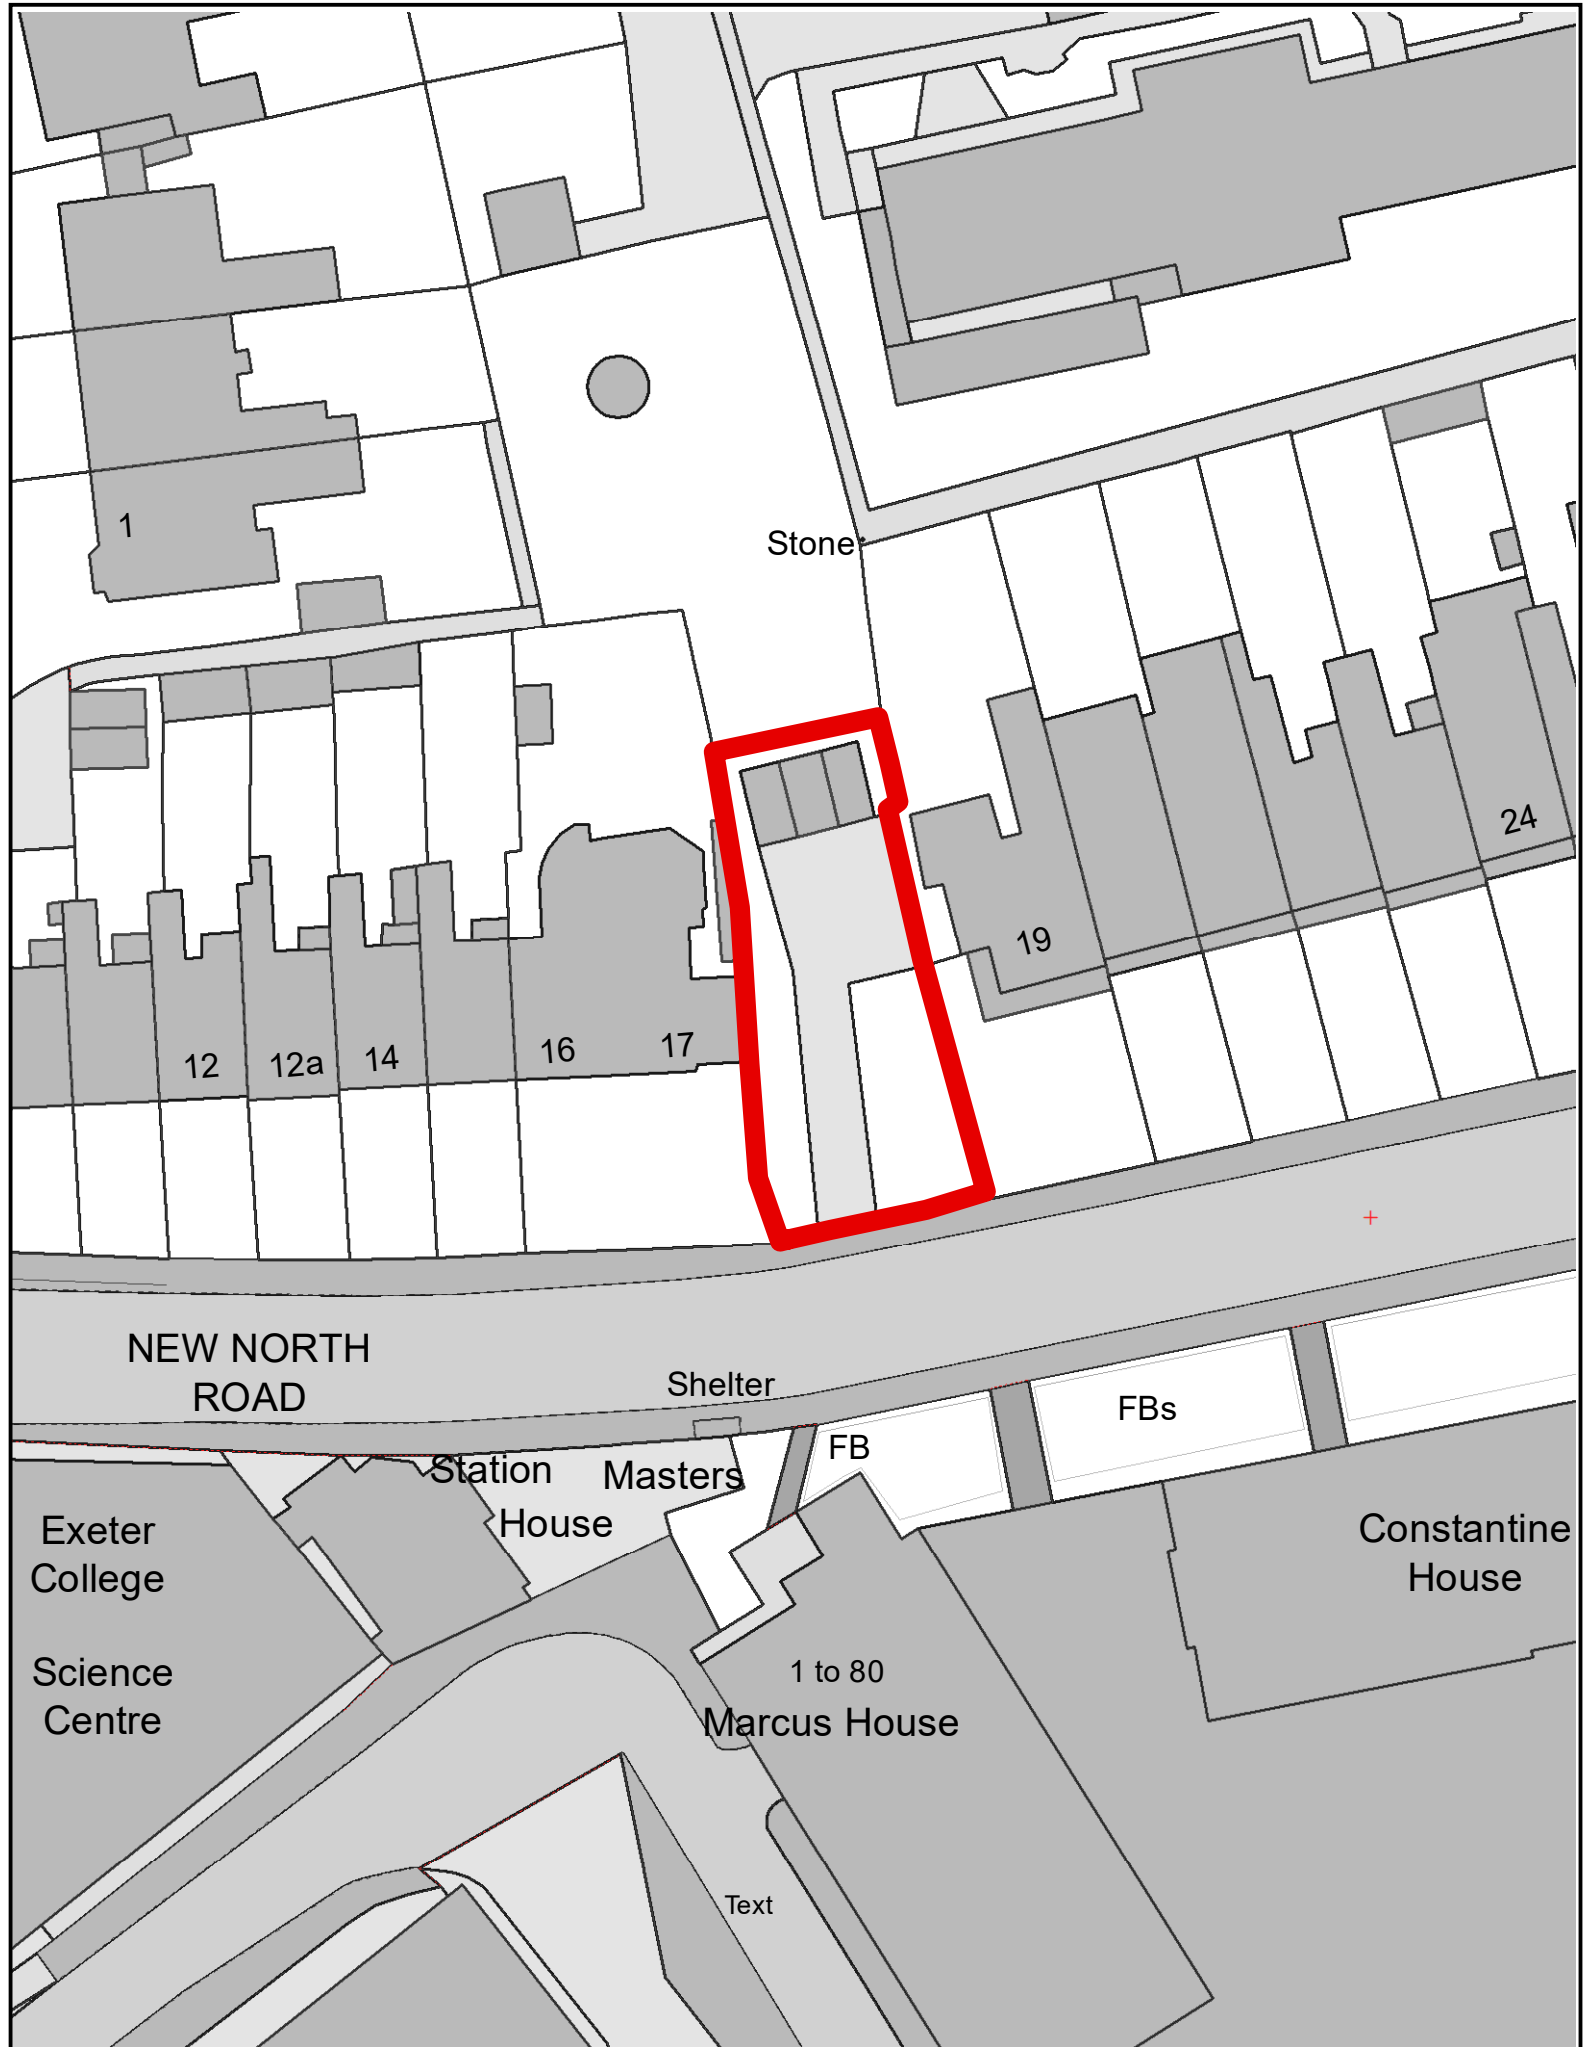 1
Stone
24
19
12
12a
14
16
17
NEW NORTH
ROAD
Shelter
FBs
FB
Station
Masters
House
Exeter
College
Constantine
House
Science
Centre
1 to 80
Marcus House
Text